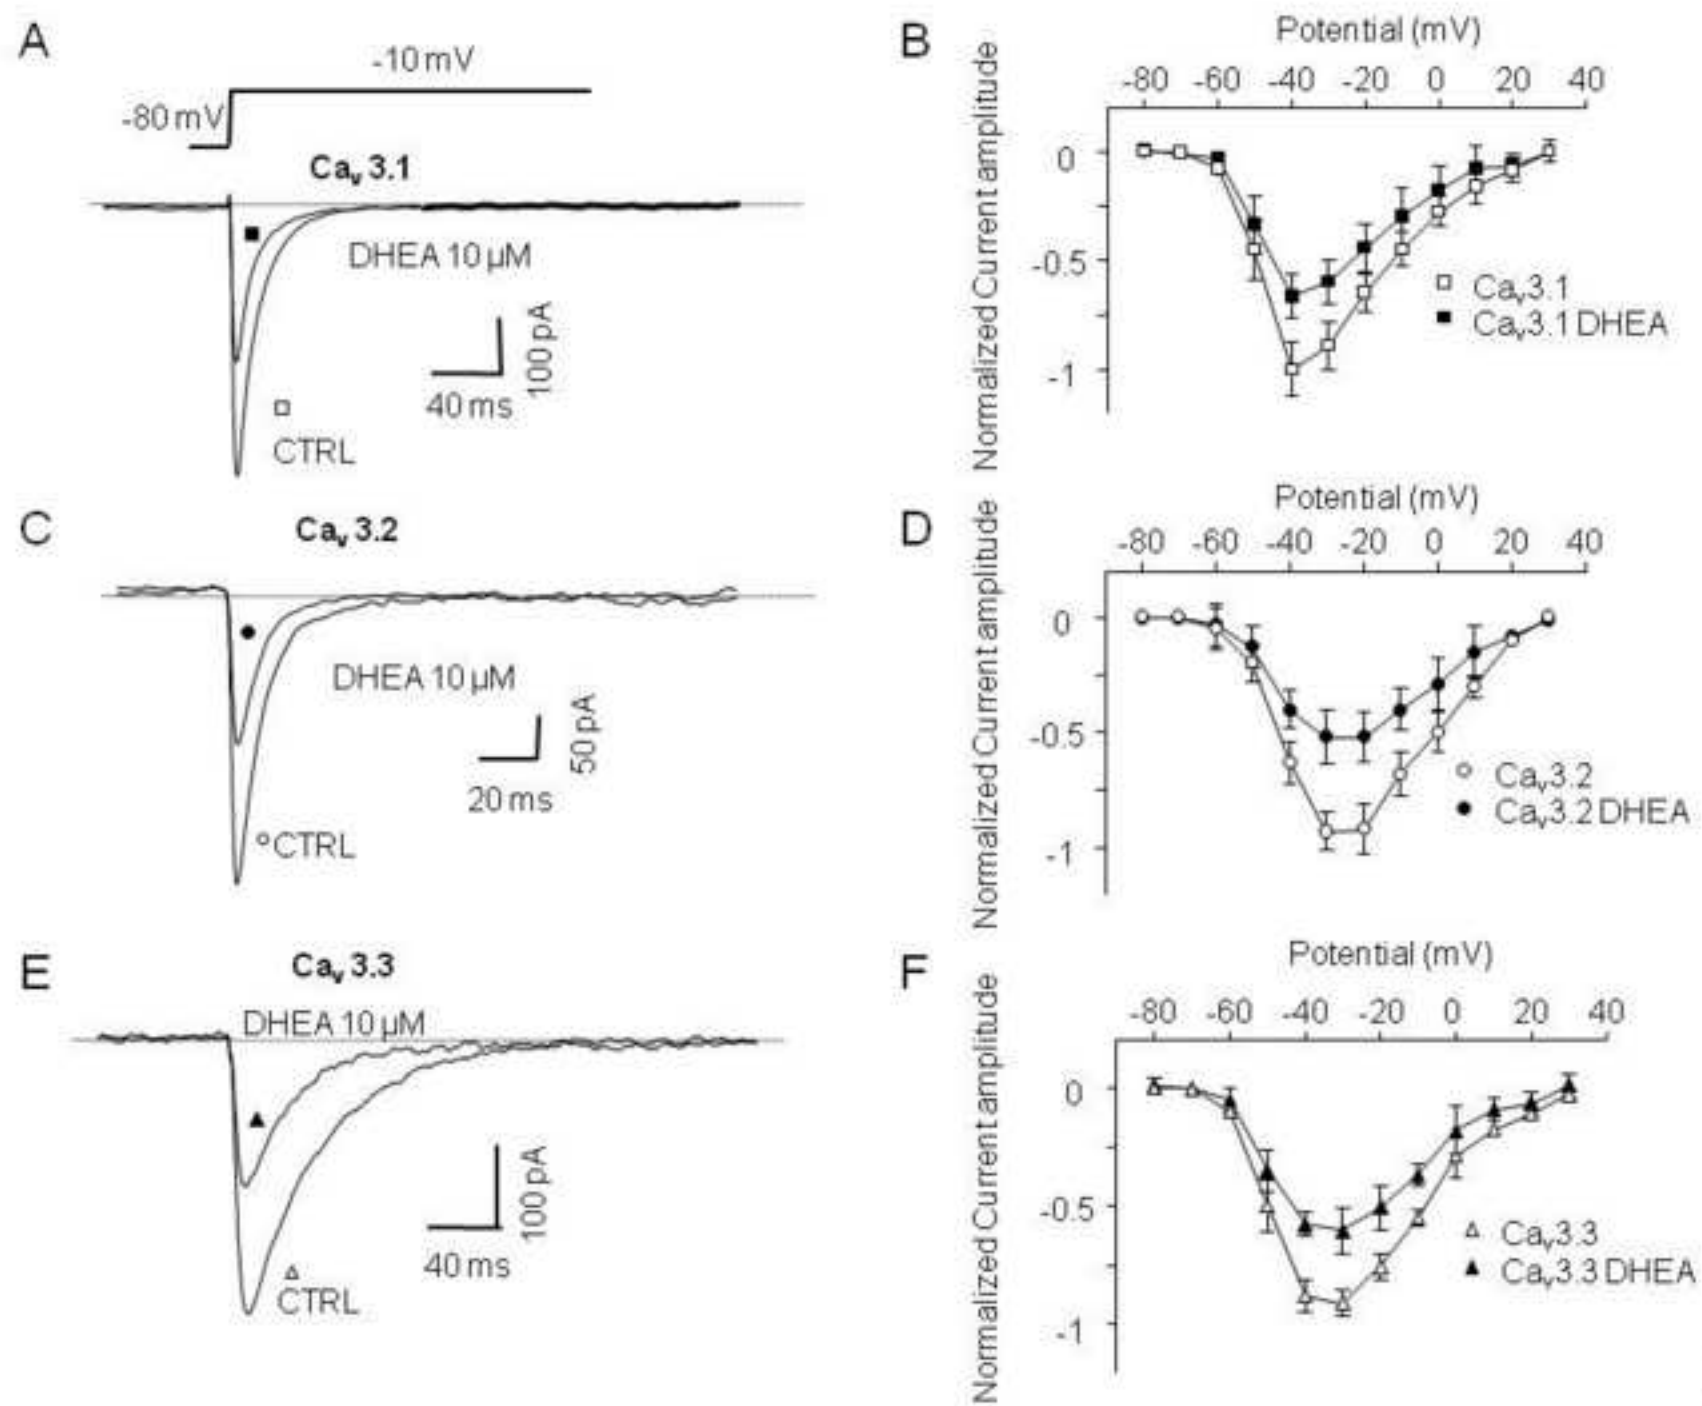 A
-10 mV
-80 mV
Cav 3.1
DHEA 10 µM
100 pA
40 ms
CTRL
B
Potential (mV)
-80 -60 -40 -20 0 20 40
Normalized Current amplitude
0
-0.5
-1
Cav3.1
Cav3.1 DHEA
C
Cav 3.2
DHEA 10 µM
50 pA
20 ms
CTRL
D
Potential (mV)
-80 -60 -40 -20 0 20 40
Normalized Current amplitude
0
-0.5
-1
Cav3.2
Cav3.2 DHEA
E
Cav 3.3
DHEA 10 µM
100 pA
40 ms
CTRL
F
Potential (mV)
-80 -60 -40 -20 0 20 40
Normalized Current amplitude
0
-0.5
-1
Cav3.3
Cav3.3 DHEA